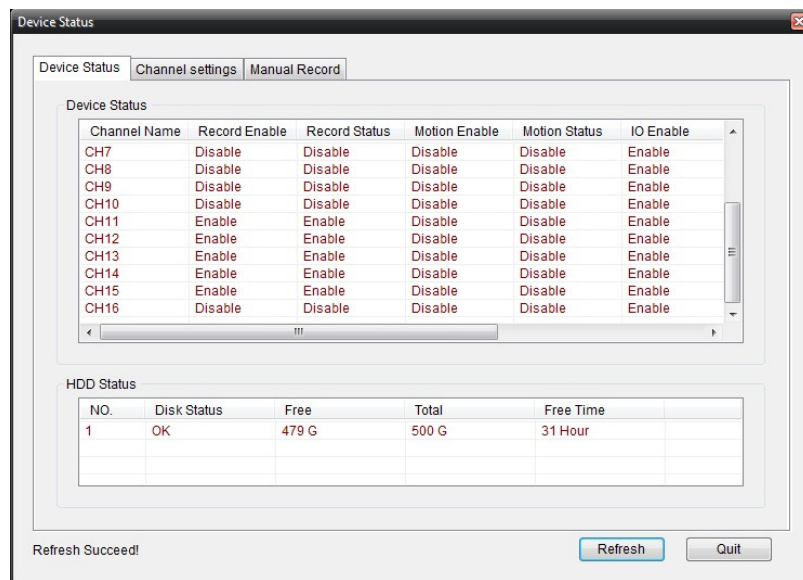 Device Status
Device Status Channel settings Manual Record
Device Status
Channel Name Record Enable Record Status Motion Enable Motion Status IO Enable
CH7 Disable Disable Disable Disable Enable
CH8 Disable Disable Disable Disable Enable
CH9 Disable Disable Disable Disable Enable
CH10 Disable Disable Disable Disable Enable
CH11 Enable Enable Disable Disable Enable
CH12 Enable Enable Disable Disable Enable
CH13 Enable Enable Disable Disable Enable
CH14 Enable Enable Disable Disable Enable
CH15 Enable Enable Disable Disable Enable
CH16 Disable Disable Disable Disable Enable
HDD Status
NO. Disk Status Free Total Free Time
1 OK 479 G 500 G 31 Hour
Refresh Succeed! Refresh Quit